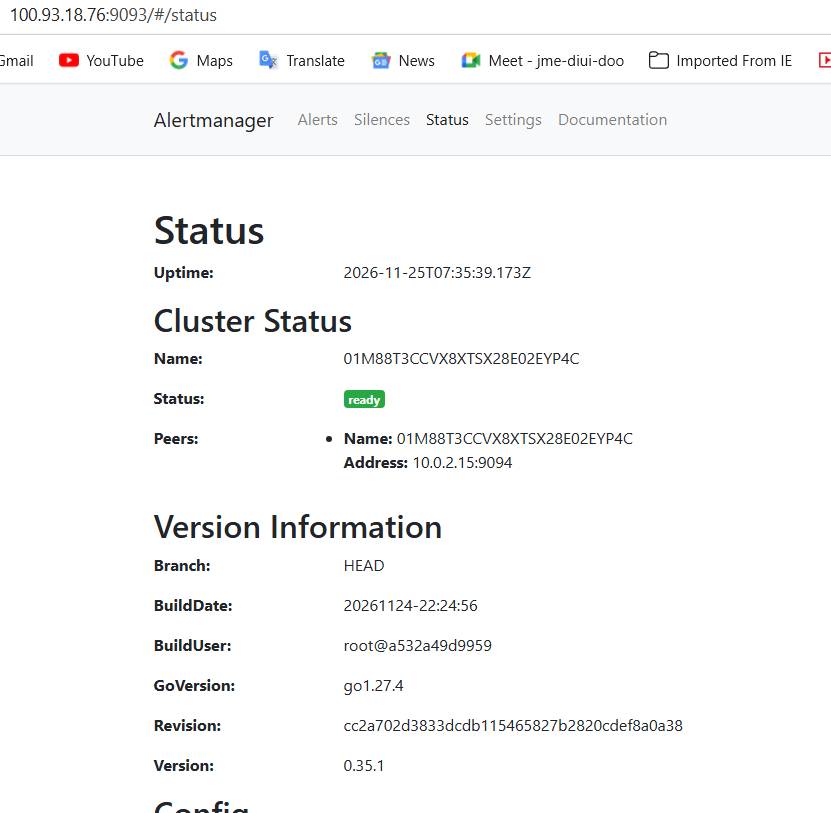 100.93.18.76:9093/#/status
Gmail YouTube Maps Translate News Meet - jme-diui-doo Imported From IE
Alertmanager Alerts Silences Status Settings Documentation
Status
Uptime: 2026-11-25T07:35:39.173Z
Cluster Status
Name: 01M88T3CCVX8XTSX28E02EYP4C
Status: ready
Peers: • Name: 01M88T3CCVX8XTSX28E02EYP4C
Address: 10.0.2.15:9094
Version Information
Branch: HEAD
BuildDate: 20261124-22:24:56
BuildUser: root@a532a49d9959
GoVersion: go1.27.4
Revision: cc2a702d3833dcdb115465827b2820cdef8a0a38
Version: 0.35.1
Config